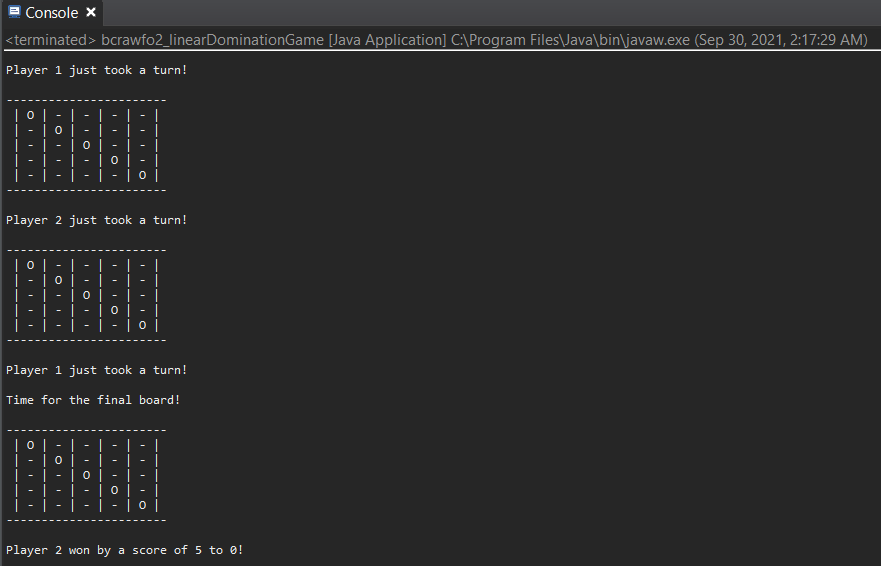 Console
<terminated> bcrawfo2_linearDominationGame [Java Application] C:\Program Files\Java\bin\javaw.exe (Sep 30, 2021, 2:17:29 AM)
Player 1 just took a turn!
-----------------------
| O | - | - | - | - |
| - | O | - | - | - |
| - | - | O | - | - |
| - | - | - | O | - |
| - | - | - | - | O |
-----------------------
Player 2 just took a turn!
-----------------------
| O | - | - | - | - |
| - | O | - | - | - |
| - | - | O | - | - |
| - | - | - | O | - |
| - | - | - | - | O |
-----------------------
Player 1 just took a turn!
Time for the final board!
-----------------------
| O | - | - | - | - |
| - | O | - | - | - |
| - | - | O | - | - |
| - | - | - | O | - |
| - | - | - | - | O |
-----------------------
Player 2 won by a score of 5 to 0!